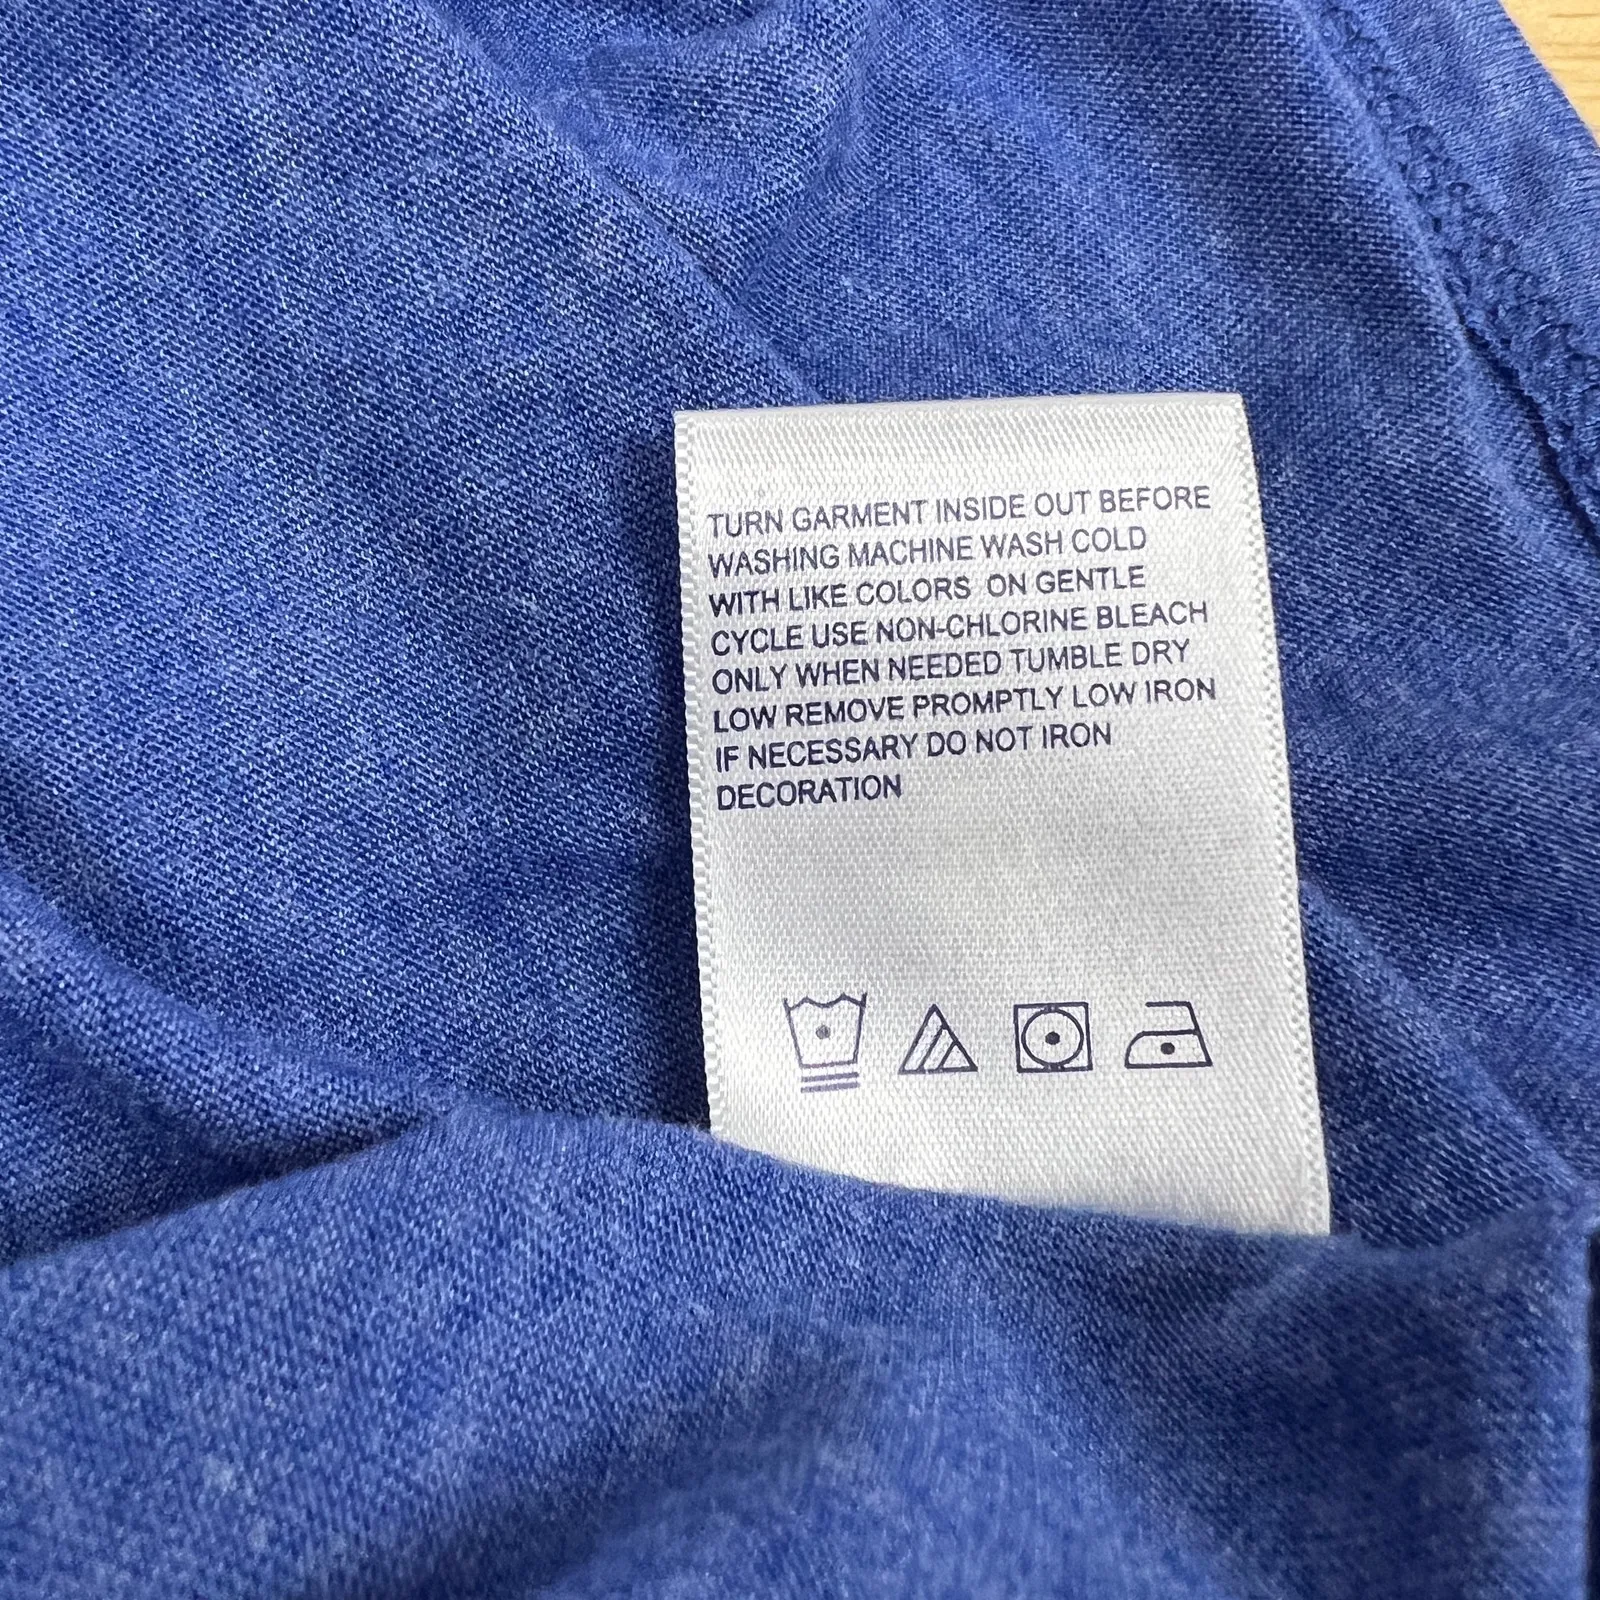 TURN GARMENT INSIDE OUT BEFORE
WASHING MACHINE WASH COLD
WITH LIKE COLORS ON GENTLE
CYCLE USE NON-CHLORINE BLEACH
ONLY WHEN NEEDED TUMBLE DRY
LOW REMOVE PROMPTLY LOW IRON
IF NECESSARY DO NOT IRON
DECORATION